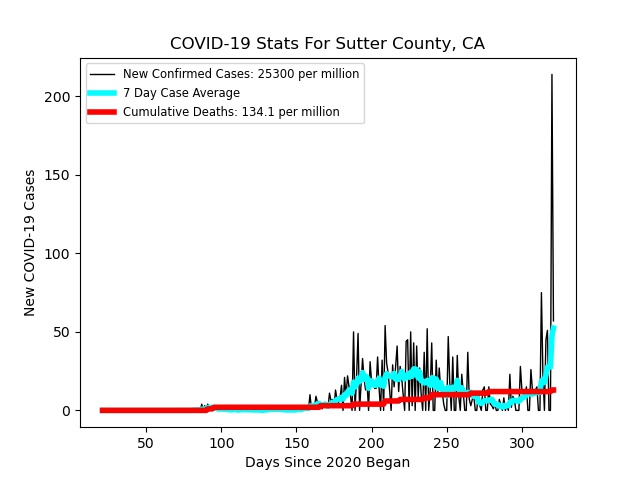 COVID-19 Stats For Sutter County, CA
New Confirmed Cases: 25300 per million
7 Day Case Average
Cumulative Deaths: 134.1 per million
New COVID-19 Cases
200
150
100
50
0
50 100 150 200 250 300
Days Since 2020 Began